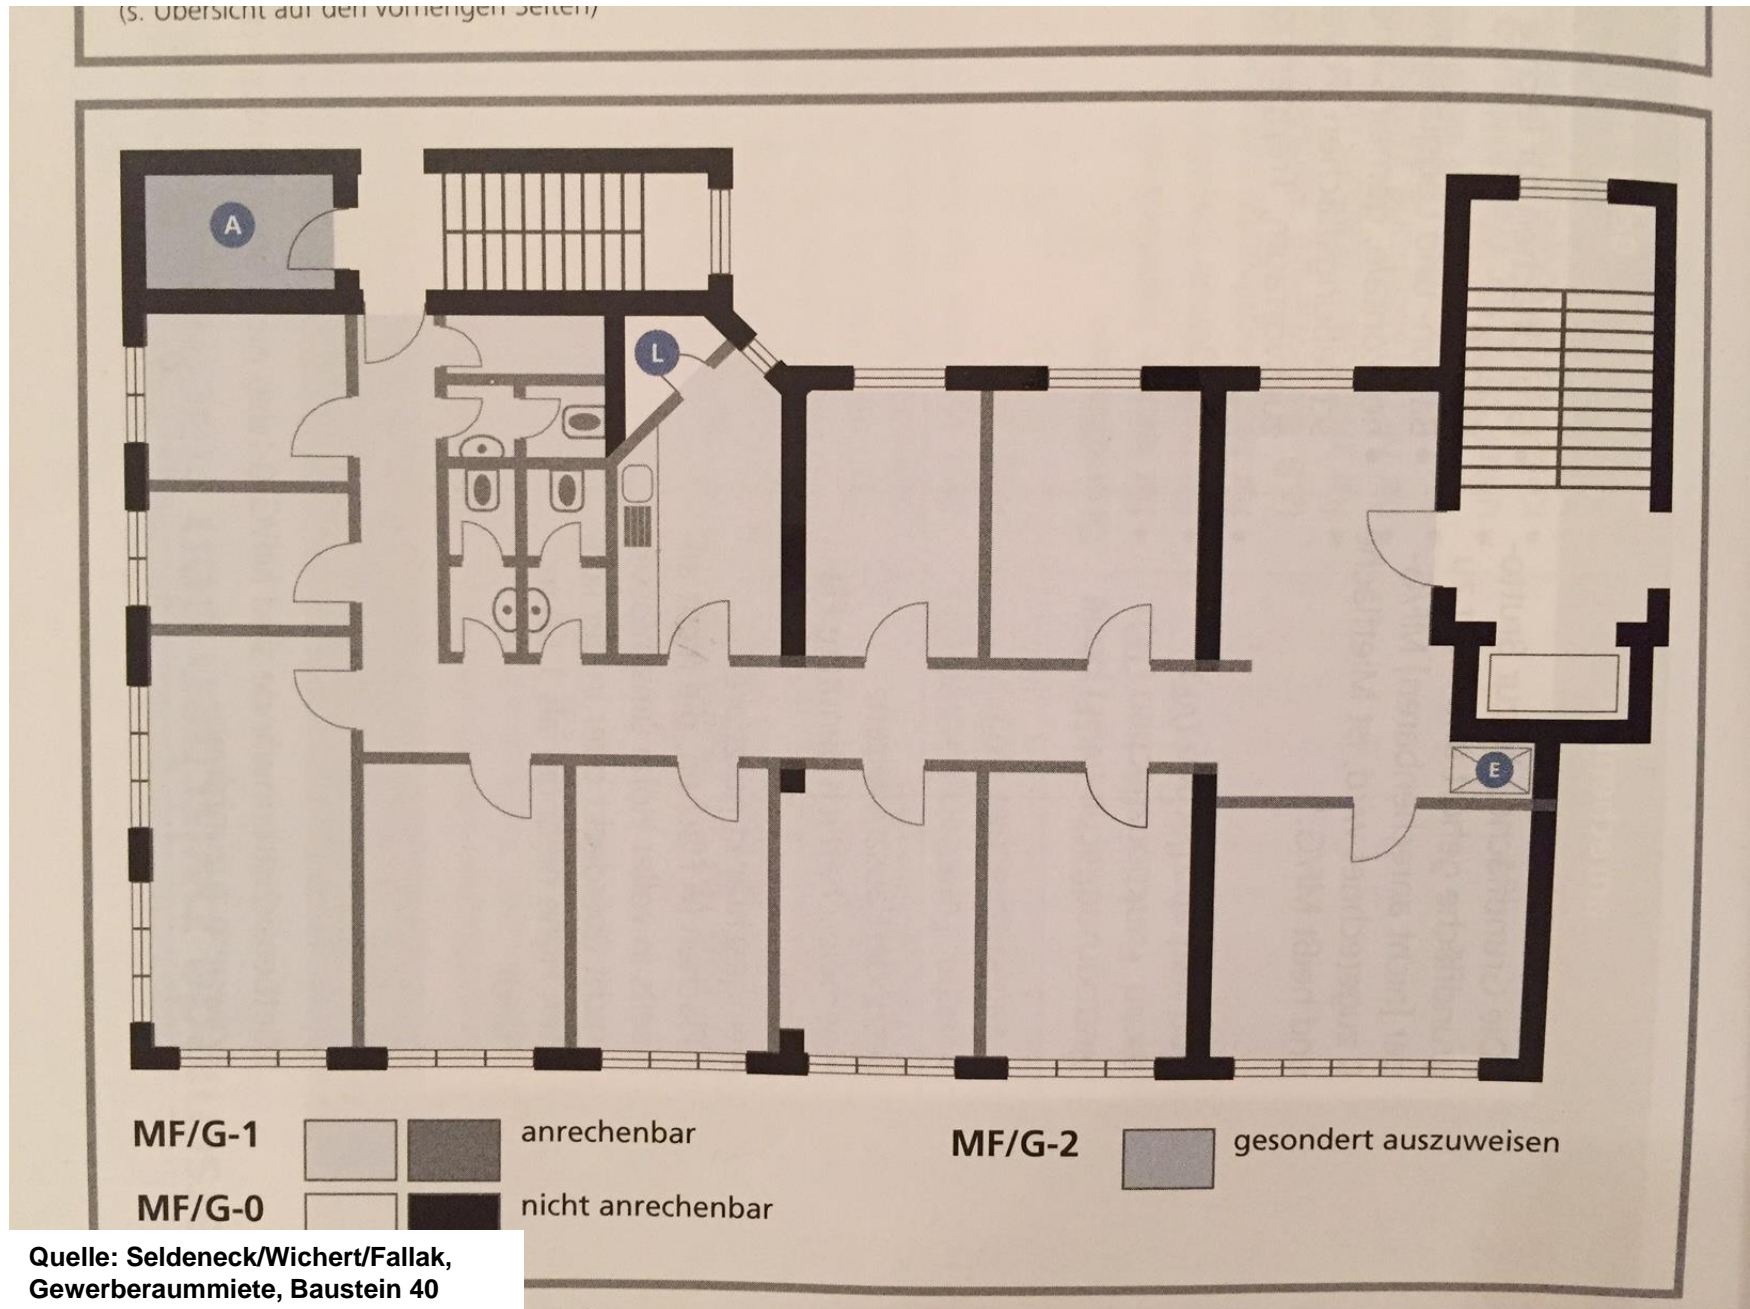 (s. Übersicht auf den vorherigen Seiten)
A
L
E
MF/G-1
anrechenbar
MF/G-2
gesondert auszuweisen
MF/G-0
nicht anrechenbar
Quelle: Seldeneck/Wichert/Fallak,
Gewerberaummiete, Baustein 40